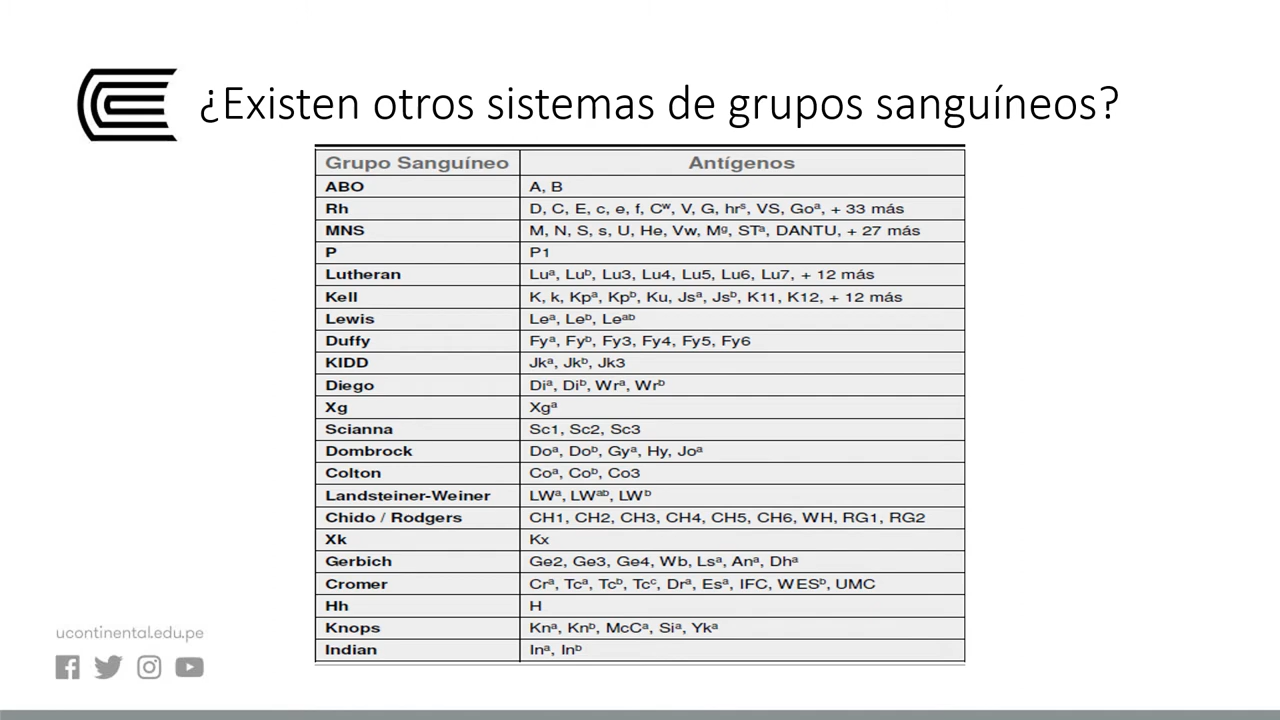 ¿Existen otros sistemas de grupos sanguíneos?
Grupo Sanguíneo Antígenos
ABO A, B
Rh D, C, E, c, e, f, Cʷ, V, G, hrˢ, VS, Goᵃ, + 33 más
MNS M, N, S, s, U, He, Vw, Mᵍ, STᵃ, DANTU, + 27 más
P P1
Lutheran Luᵃ, Luᵇ, Lu3, Lu4, Lu5, Lu6, Lu7, + 12 más
Kell K, k, Kpᵃ, Kpᵇ, Ku, Jsᵃ, Jsᵇ, K11, K12, + 12 más
Lewis Leᵃ, Leᵇ, Leᵃᵇ
Duffy Fyᵃ, Fyᵇ, Fy3, Fy4, Fy5, Fy6
KIDD Jkᵃ, Jkᵇ, Jk3
Diego Diᵃ, Diᵇ, Wrᵃ, Wrᵇ
Xg Xgᵃ
Scianna Sc1, Sc2, Sc3
Dombrock Doᵃ, Doᵇ, Gyᵃ, Hy, Joᵃ
Colton Coᵃ, Coᵇ, Co3
Landsteiner-Weiner LWᵃ, LWᵃᵇ, LWᵇ
Chido / Rodgers CH1, CH2, CH3, CH4, CH5, CH6, WH, RG1, RG2
Xk Kx
Gerbich Ge2, Ge3, Ge4, Wb, Lsᵃ, Anᵃ, Dhᵃ
Cromer Crᵃ, Tcᵃ, Tcᵇ, Tcᶜ, Drᵃ, Esᵃ, IFC, WESᵇ, UMC
Hh H
Knops Knᵃ, Knᵇ, McCᵃ, Siᵃ, Ykᵃ
Indian Inᵃ, Inᵇ
ucontinental.edu.pe